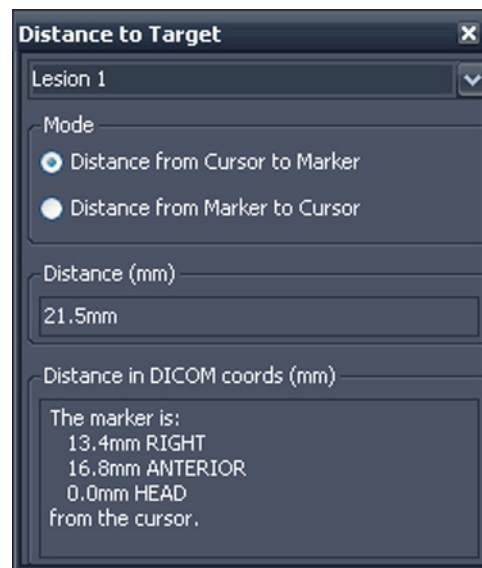 Distance to Target
Lesion 1
Mode
Distance from Cursor to Marker
Distance from Marker to Cursor
Distance (mm)
21.5mm
Distance in DICOM coords (mm)
The marker is:
13.4mm RIGHT
16.8mm ANTERIOR
0.0mm HEAD
from the cursor.